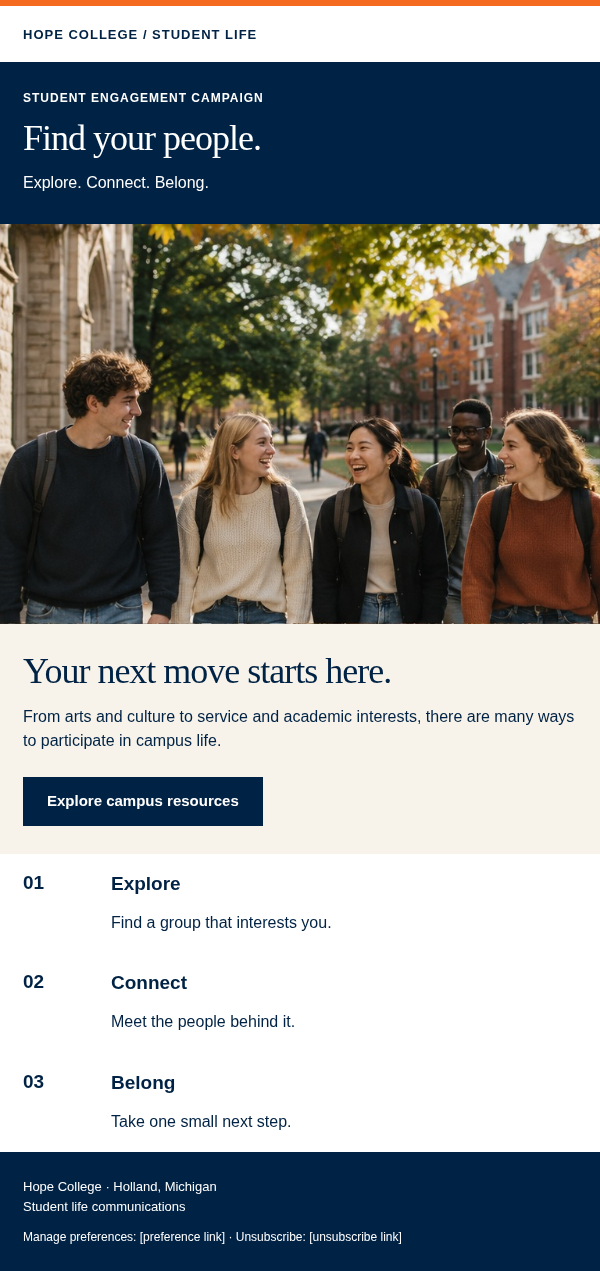 HOPE COLLEGE / STUDENT LIFE
STUDENT ENGAGEMENT CAMPAIGN
Find your people.
Explore. Connect. Belong.
Your next move starts here.
From arts and culture to service and academic interests, there are many ways
to participate in campus life.
Explore campus resources
01 Explore
Find a group that interests you.
02 Connect
Meet the people behind it.
03 Belong
Take one small next step.
Hope College · Holland, Michigan
Student life communications
Manage preferences: [preference link] · Unsubscribe: [unsubscribe link]